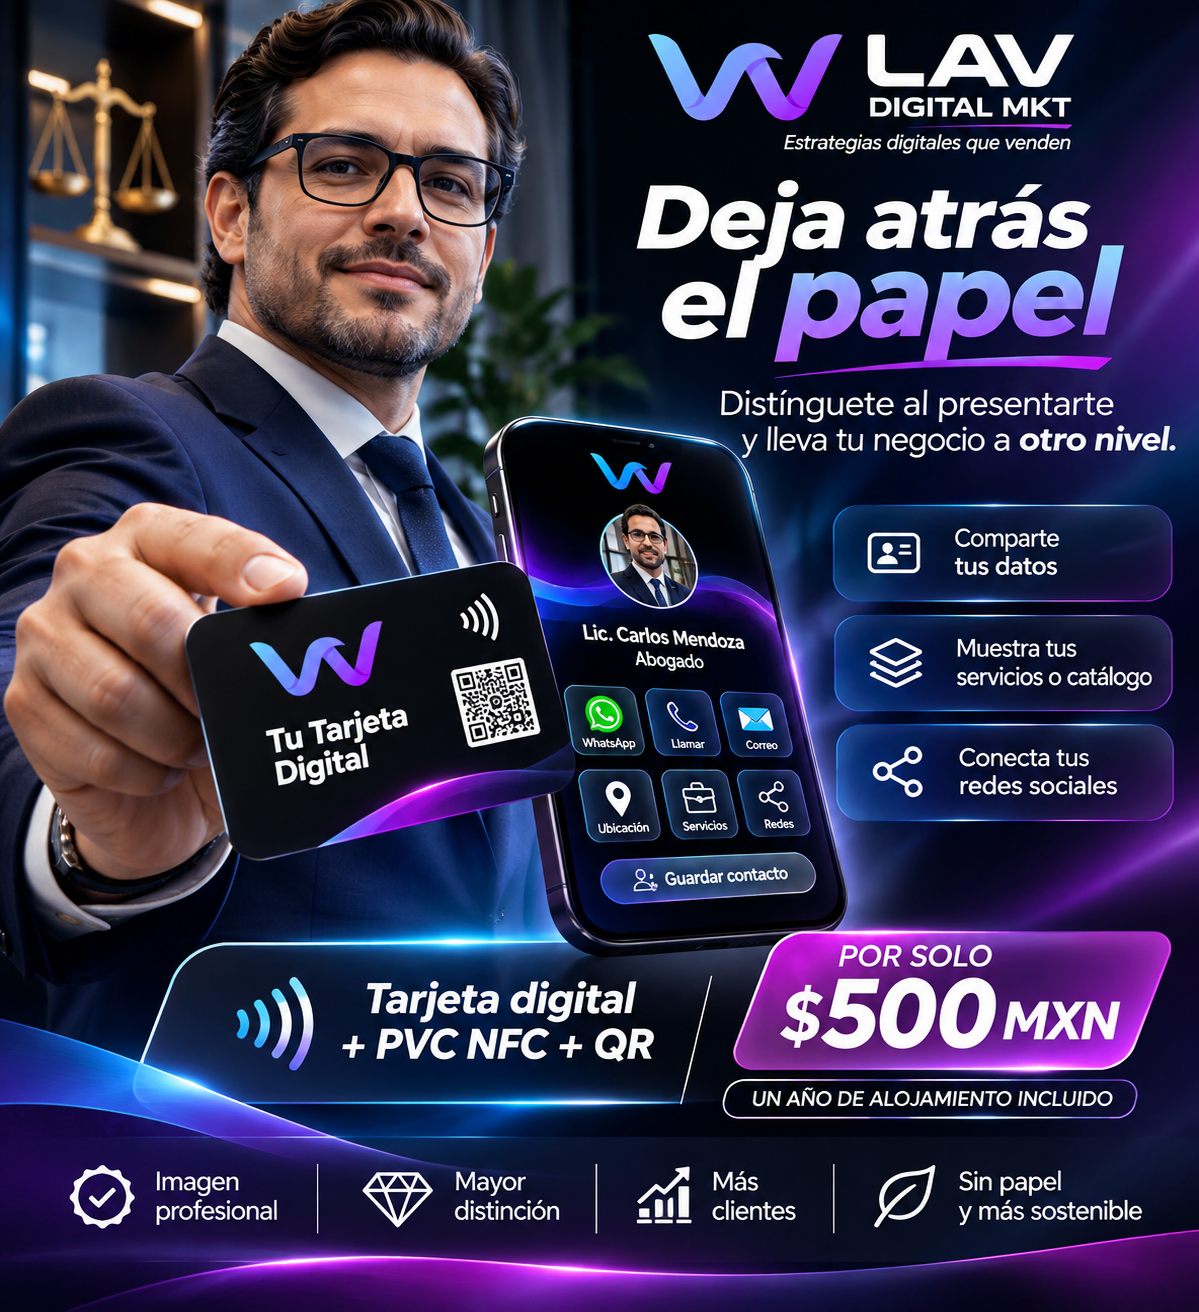 LAV
DIGITAL MKT
Estrategias digitales que venden
Deja atrás
el papel
Distínguete al presentarte
y lleva tu negocio a otro nivel.
Comparte
tus datos
Muestra tus
servicios o catálogo
Conecta tus
redes sociales
Lic. Carlos Mendoza
Abogado
WhatsApp
Llamar
Correo
Ubicación
Servicios
Redes
Guardar contacto
Tu Tarjeta
Digital
Tarjeta digital
+ PVC NFC + QR
POR SOLO
$500 MXN
UN AÑO DE ALOJAMIENTO INCLUIDO
Imagen
profesional
Mayor
distinción
Más
clientes
Sin papel
y más sostenible